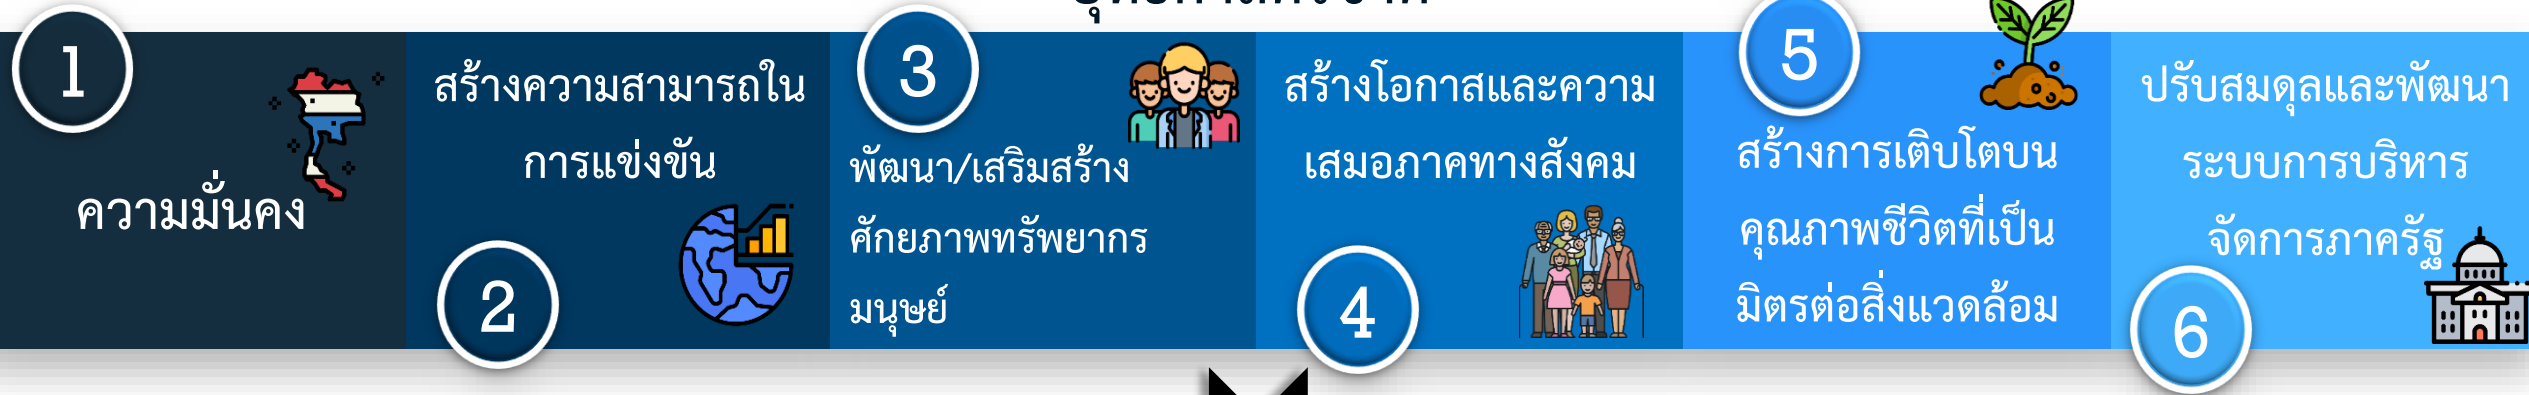 1
ความมั่นคง
สร้างความสามารถใน
การแข่งขัน
2
3
พัฒนา/เสริมสร้าง
ศักยภาพทรัพยากร
มนุษย์
สร้างโอกาสและความ
เสมอภาคทางสังคม
4
5
สร้างการเติบโตบน
คุณภาพชีวิตที่เป็น
มิตรต่อสิ่งแวดล้อม
ปรับสมดุลและพัฒนา
ระบบการบริหาร
จัดการภาครัฐ
6